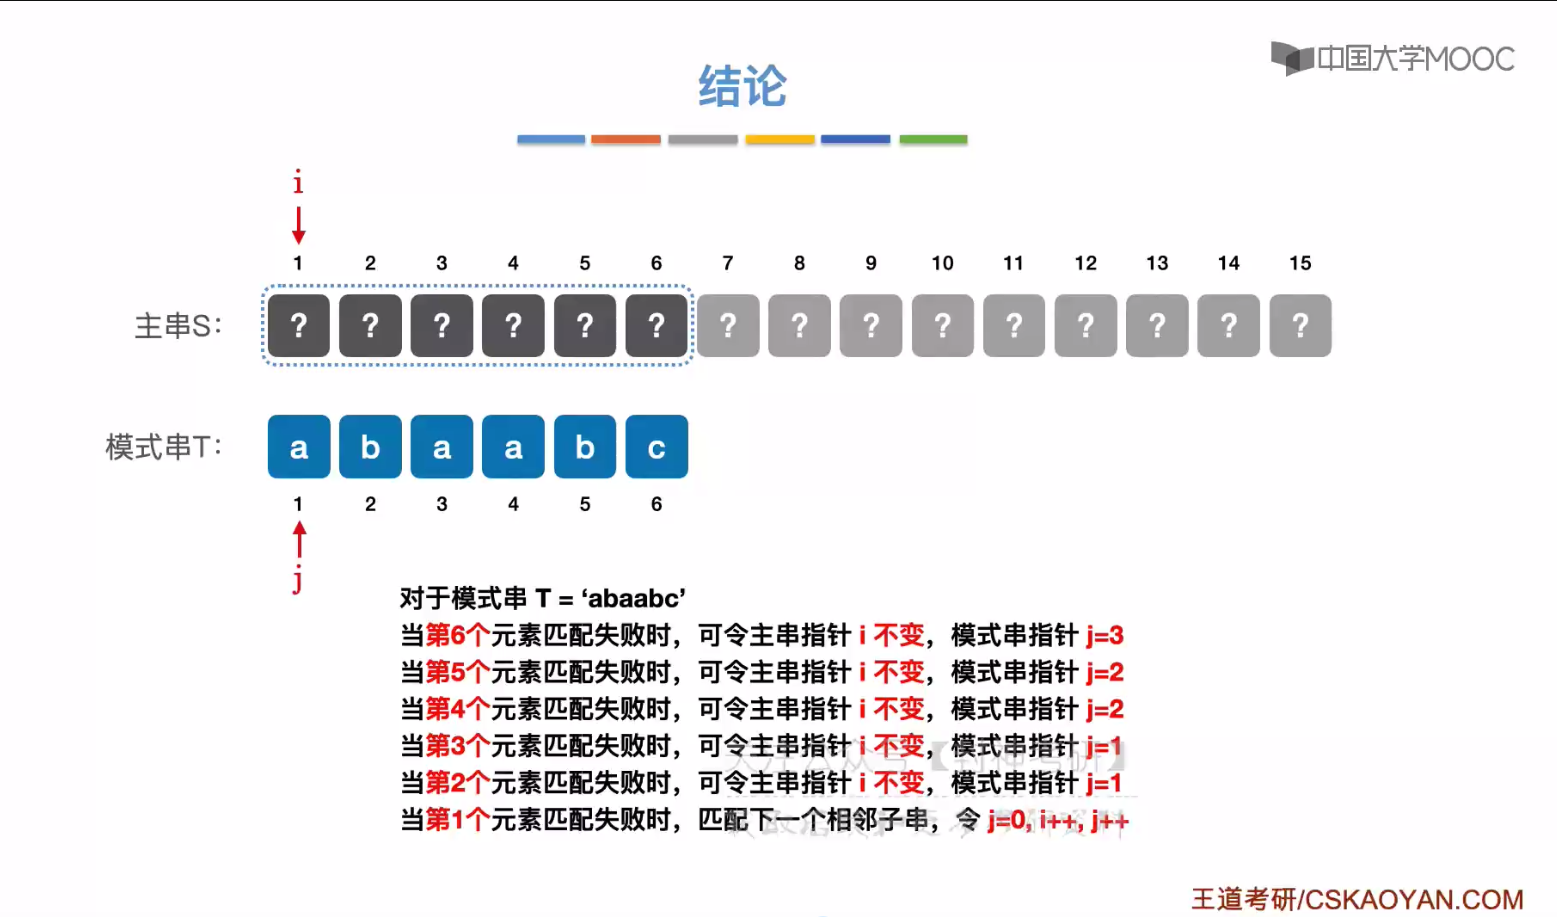 中国大学MOOC
结论
i
1 2 3 4 5 6 7 8 9 10 11 12 13 14 15
主串S: ? ? ? ? ? ? ? ? ? ? ? ? ? ? ?
模式串T: a b a a b c
1 2 3 4 5 6
j
对于模式串 T = ‘abaabc’
当第6个元素匹配失败时，可令主串指针 i 不变，模式串指针 j=3
当第5个元素匹配失败时，可令主串指针 i 不变，模式串指针 j=2
当第4个元素匹配失败时，可令主串指针 i 不变，模式串指针 j=2
当第3个元素匹配失败时，可令主串指针 i 不变，模式串指针 j=1
当第2个元素匹配失败时，可令主串指针 i 不变，模式串指针 j=1
当第1个元素匹配失败时，匹配下一个相邻子串，令 j=0, i++, j++
王道考研/CSKAOYAN.COM